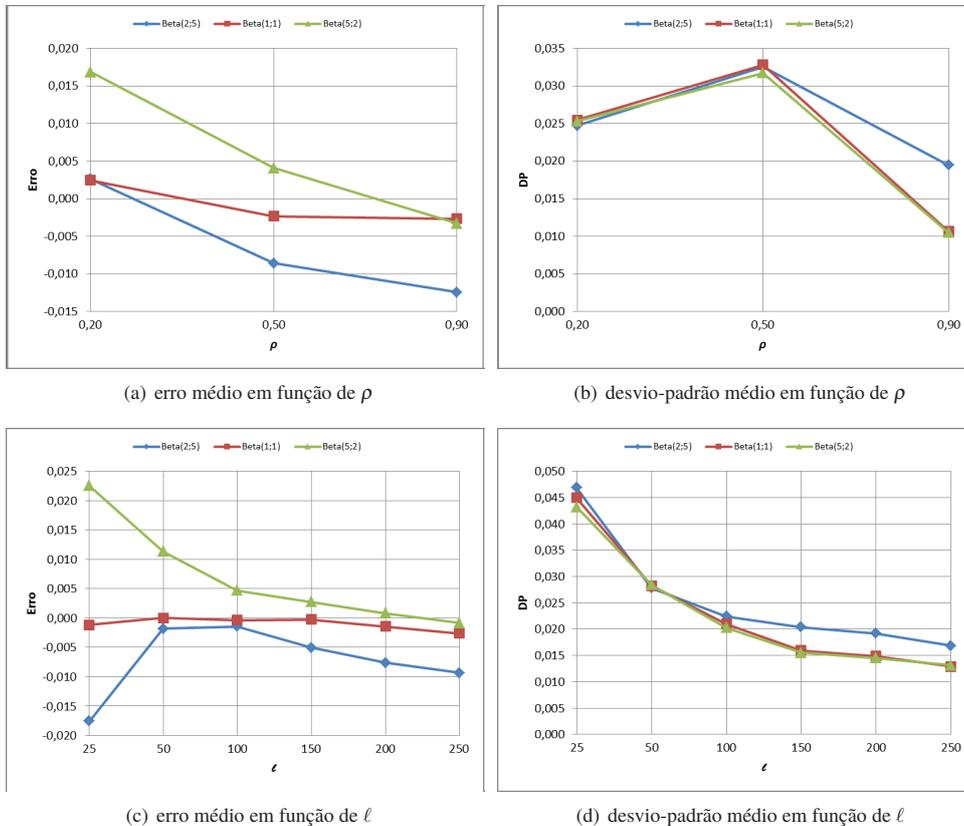 Beta(2;5) Beta(1;1) Beta(5;2)
0,020
0,015
0,010
0,005
0,000
-0,005
-0,010
-0,015
Erro
0,20 0,50 0,90
ρ
(a) erro médio em função de ρ
Beta(2;5) Beta(1;1) Beta(5;2)
0,035
0,030
0,025
0,020
0,015
0,010
0,005
0,000
DP
0,20 0,50 0,90
ρ
(b) desvio-padrão médio em função de ρ
Beta(2;5) Beta(1;1) Beta(5;2)
0,025
0,020
0,015
0,010
0,005
0,000
-0,005
-0,010
-0,015
-0,020
Erro
25 50 100 150 200 250
ℓ
(c) erro médio em função de ℓ
Beta(2;5) Beta(1;1) Beta(5;2)
0,050
0,045
0,040
0,035
0,030
0,025
0,020
0,015
0,010
0,005
0,000
DP
25 50 100 150 200 250
ℓ
(d) desvio-padrão médio em função de ℓ